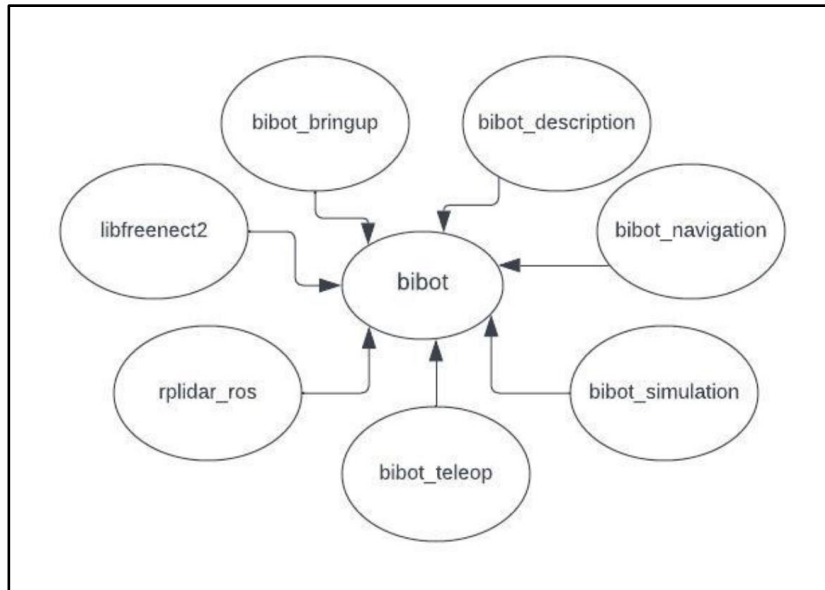 bibot_bringup
bibot_description
libfreenect2
bibot_navigation
bibot
rplidar_ros
bibot_simulation
bibot_teleop